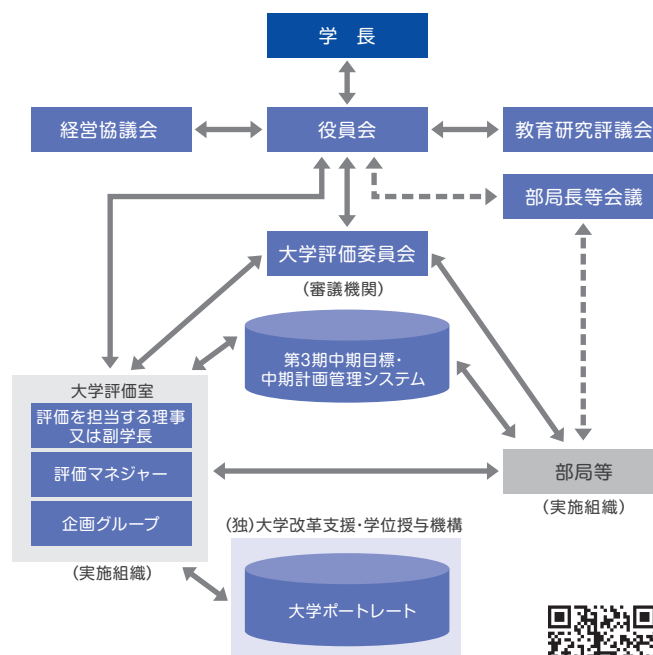 学 長
経営協議会
役員会
教育研究評議会
部局長等会議
大学評価委員会
(審議機関)
第3期中期目標・
中期計画管理システム
大学評価室
評価を担当する理事
又は副学長
評価マネジャー
企画グループ
(実施組織)
部局等
(実施組織)
(独)大学改革支援・学位授与機構
大学ポートレート